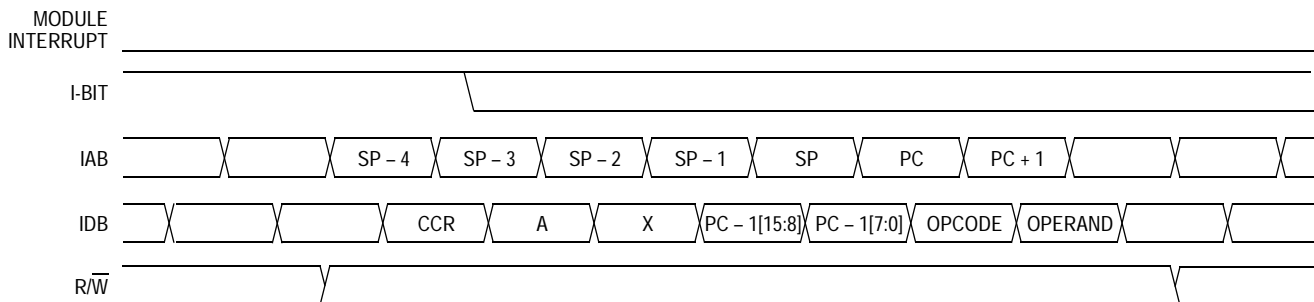 MODULE
INTERRUPT
I-BIT
IAB SP – 4 SP – 3 SP – 2 SP – 1 SP PC PC + 1
IDB CCR A X PC – 1[15:8] PC – 1[7:0] OPCODE OPERAND
R/W̅